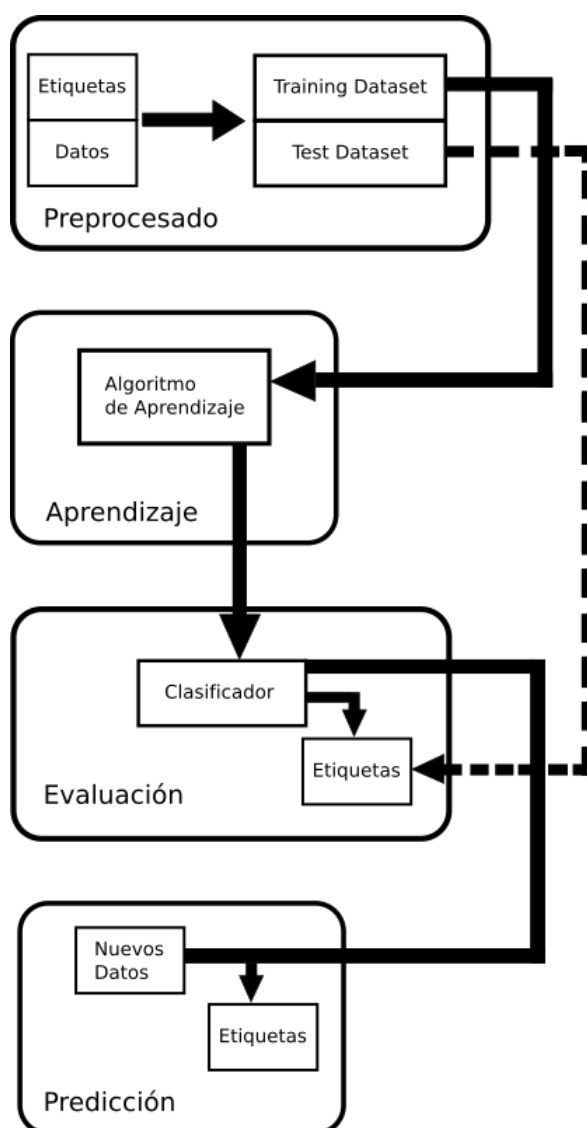 Etiquetas
Datos
Training Dataset
Test Dataset
Preprocesado
Algoritmo
de Aprendizaje
Aprendizaje
Clasificador
Etiquetas
Evaluación
Nuevos
Datos
Etiquetas
Predicción